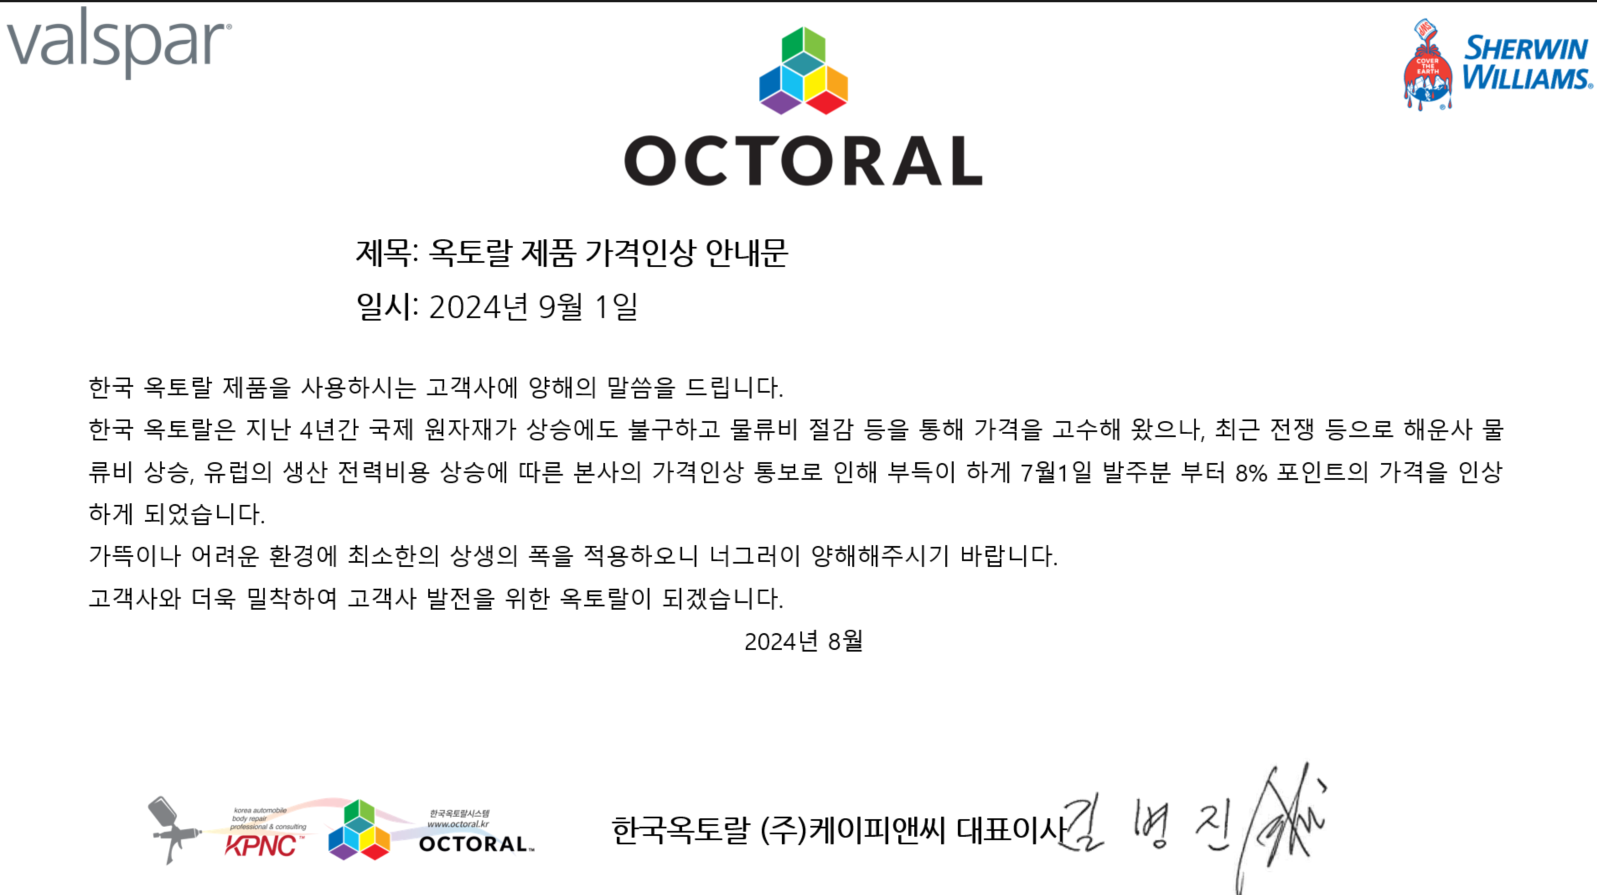 valspar®
SHERWIN
WILLIAMS®
SWP
COVER
THE
EARTH
OCTORAL
제목: 옥토랄 제품 가격인상 안내문
일시: 2024년 9월 1일
한국 옥토랄 제품을 사용하시는 고객사에 양해의 말씀을 드립니다.
한국 옥토랄은 지난 4년간 국제 원자재가 상승에도 불구하고 물류비 절감 등을 통해 가격을 고수해 왔으나, 최근 전쟁 등으로 해운사 물
류비 상승, 유럽의 생산 전력비용 상승에 따른 본사의 가격인상 통보로 인해 부득이 하게 7월1일 발주분 부터 8% 포인트의 가격을 인상
하게 되었습니다.
가뜩이나 어려운 환경에 최소한의 상생의 폭을 적용하오니 너그러이 양해해주시기 바랍니다.
고객사와 더욱 밀착하여 고객사 발전을 위한 옥토랄이 되겠습니다.
2024년 8월
korea automobile
body repair
professional & consulting
KPNC™
한국옥토랄시스템
www.octoral.kr
OCTORAL™
한국옥토랄 (주)케이피앤씨 대표이사 길 병 진